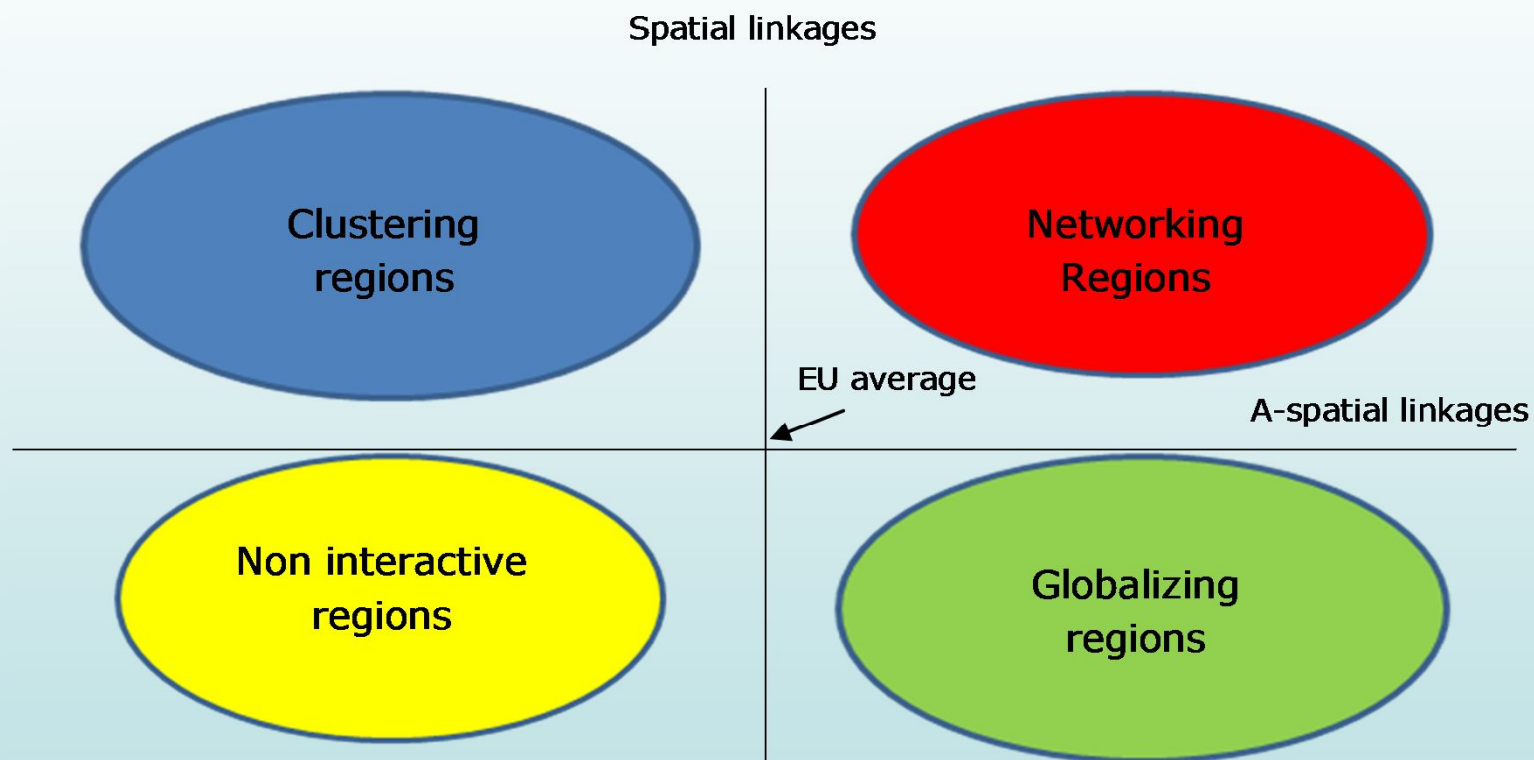 Spatial linkages
Clustering
regions
Networking
Regions
EU average
A-spatial linkages
Non interactive
regions
Globalizing
regions